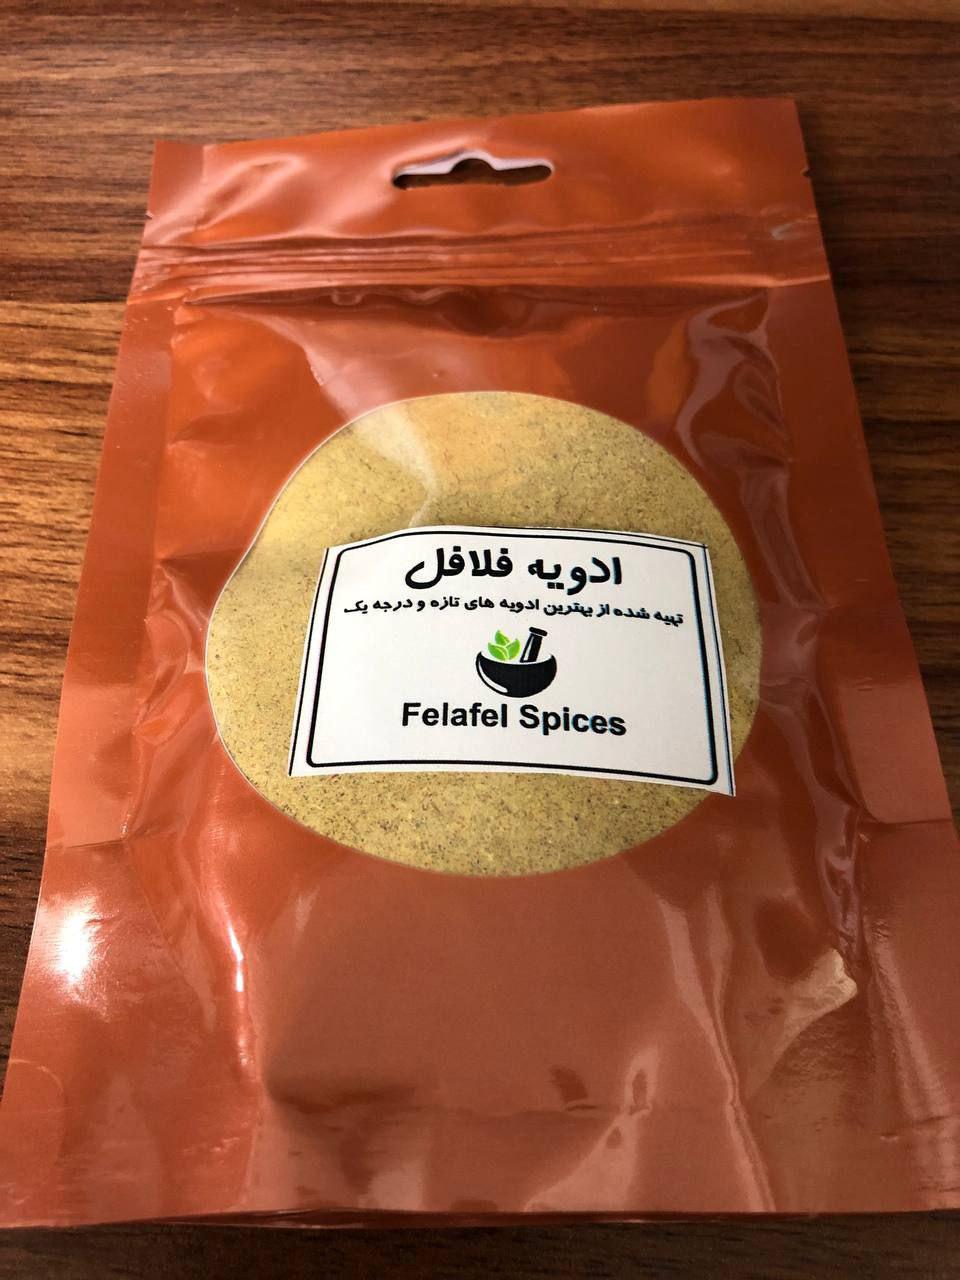 ادویه فلافل
تهیه شده از بهترین ادویه های تازه و درجه یک
Felafel Spices